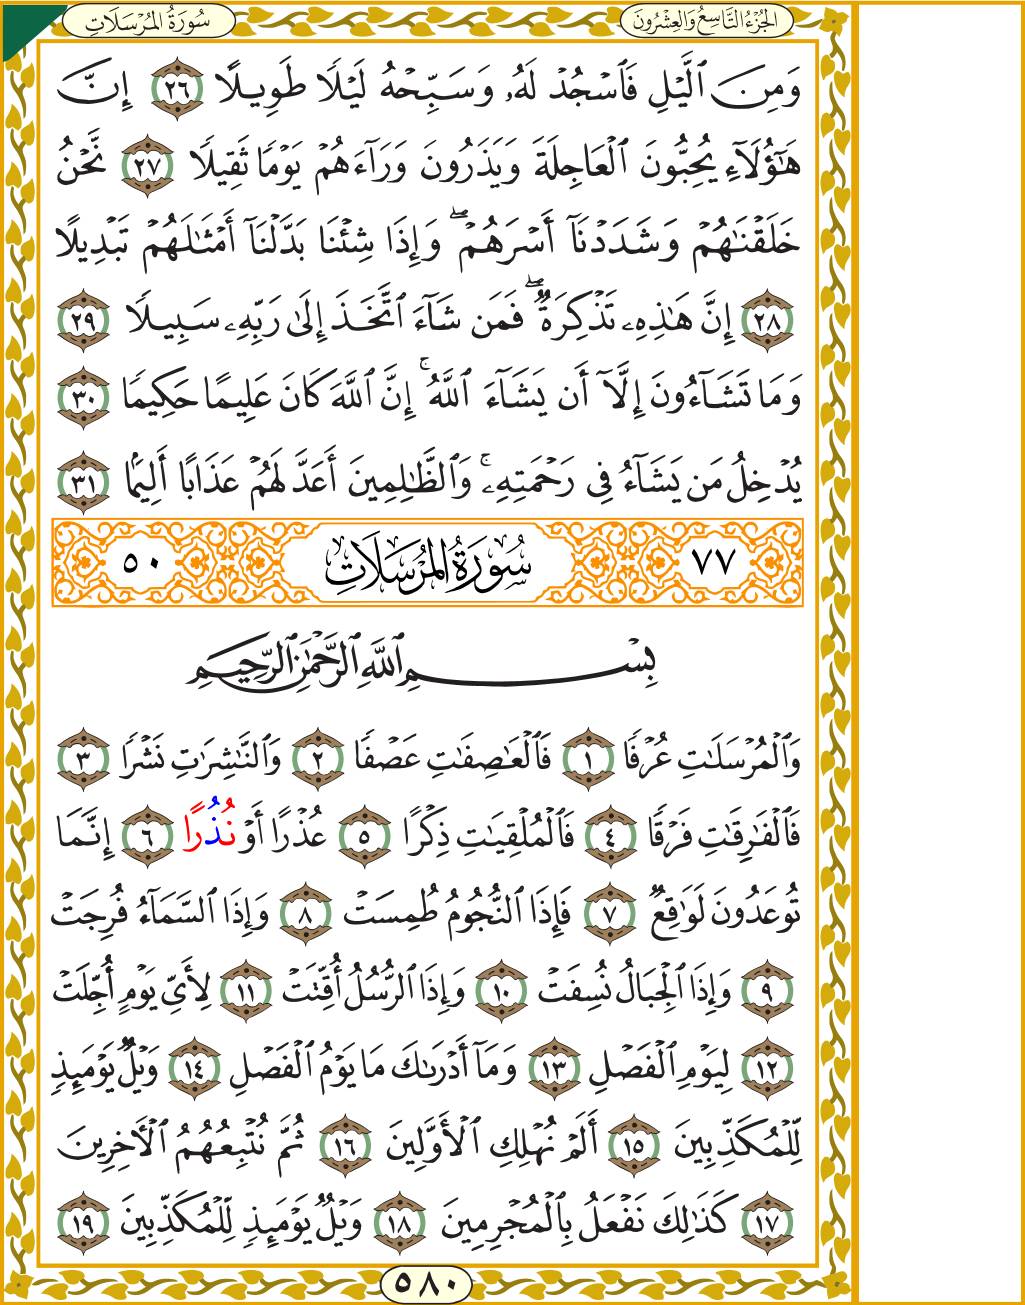 الجُزْءُ التَّاسِعُ وَالعِشْرُونَ
سُورَةُ المُرْسَلَاتِ
وَمِنَ ٱلَّيۡلِ فَٱسۡجُدۡ لَهُۥ وَسَبِّحۡهُ لَيۡلٗا طَوِيلًا ٢٦ إِنَّ
هَٰٓؤُلَآءِ يُحِبُّونَ ٱلۡعَاجِلَةَ وَيَذَرُونَ وَرَآءَهُمۡ يَوۡمٗا ثَقِيلٗا ٢٧ نَّحۡنُ
خَلَقۡنَٰهُمۡ وَشَدَدۡنَآ أَسۡرَهُمۡۖ وَإِذَا شِئۡنَا بَدَّلۡنَآ أَمۡثَٰلَهُمۡ تَبۡدِيلًا
٢٨ إِنَّ هَٰذِهِۦ تَذۡكِرَةٞۖ فَمَن شَآءَ ٱتَّخَذَ إِلَىٰ رَبِّهِۦ سَبِيلٗا ٢٩
وَمَا تَشَآءُونَ إِلَّآ أَن يَشَآءَ ٱللَّهُۚ إِنَّ ٱللَّهَ كَانَ عَلِيمًا حَكِيمٗا ٣٠
يُدۡخِلُ مَن يَشَآءُ فِي رَحۡمَتِهِۦۚ وَٱلظَّٰلِمِينَ أَعَدَّ لَهُمۡ عَذَابًا أَلِيمَۢا ٣١
٧٧ سُورَةُ المُرْسَلَاتِ ٥٠
بِسۡمِ ٱللَّهِ ٱلرَّحۡمَٰنِ ٱلرَّحِيمِ
وَٱلۡمُرۡسَلَٰتِ عُرۡفٗا ١ فَٱلۡعَٰصِفَٰتِ عَصۡفٗا ٢ وَٱلنَّٰشِرَٰتِ نَشۡرٗا ٣
فَٱلۡفَٰرِقَٰتِ فَرۡقٗا ٤ فَٱلۡمُلۡقِيَٰتِ ذِكۡرًا ٥ عُذۡرًا أَوۡ نُذُرًا ٦ إِنَّمَا
تُوعَدُونَ لَوَٰقِعٞ ٧ فَإِذَا ٱلنُّجُومُ طُمِسَتۡ ٨ وَإِذَا ٱلسَّمَآءُ فُرِجَتۡ
٩ وَإِذَا ٱلۡجِبَالُ نُسِفَتۡ ١٠ وَإِذَا ٱلرُّسُلُ أُقِّتَتۡ ١١ لِأَيِّ يَوۡمٍ أُجِّلَتۡ
١٢ لِيَوۡمِ ٱلۡفَصۡلِ ١٣ وَمَآ أَدۡرَىٰكَ مَا يَوۡمُ ٱلۡفَصۡلِ ١٤ وَيۡلٞ يَوۡمَئِذٖ
لِّلۡمُكَذِّبِينَ ١٥ أَلَمۡ نُهۡلِكِ ٱلۡأَوَّلِينَ ١٦ ثُمَّ نُتۡبِعُهُمُ ٱلۡأٓخِرِينَ
١٧ كَذَٰلِكَ نَفۡعَلُ بِٱلۡمُجۡرِمِينَ ١٨ وَيۡلٞ يَوۡمَئِذٖ لِّلۡمُكَذِّبِينَ ١٩
٥٨٠